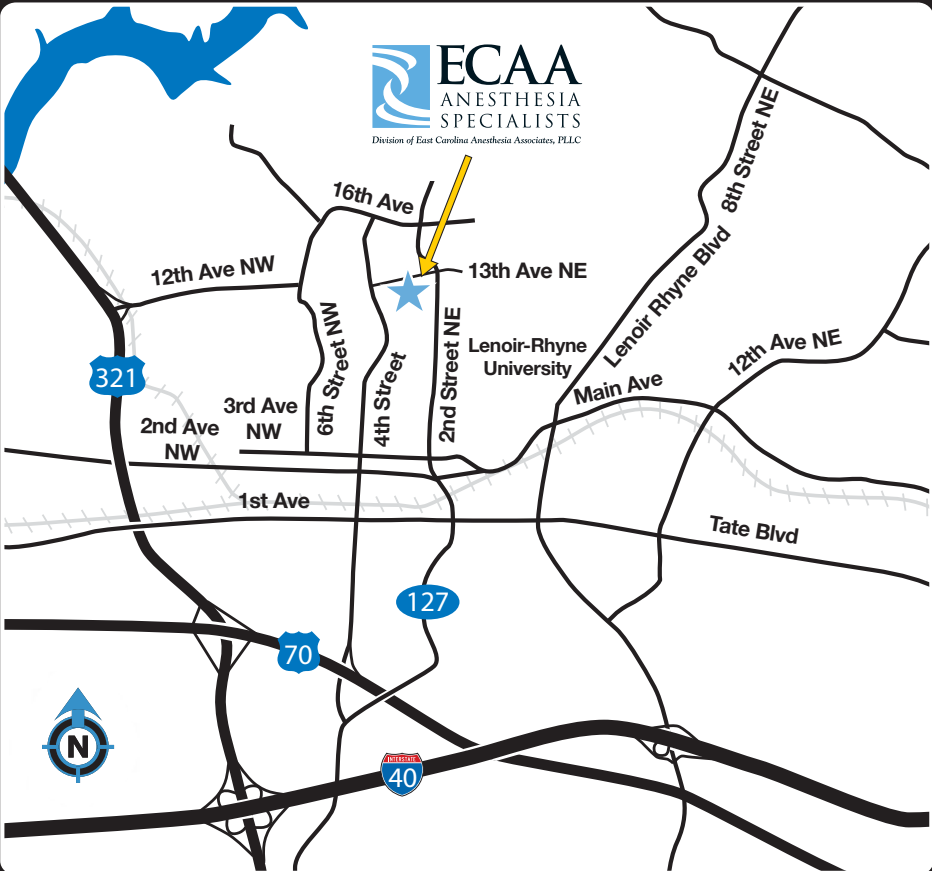 ECAA
ANESTHESIA
SPECIALISTS
Division of East Carolina Anesthesia Associates, PLLC
8th Street NE
16th Ave
Lenoir Rhyne Blvd
12th Ave NW
13th Ave NE
6th Street NW
2nd Street NE
4th Street
Lenoir-Rhyne
University
12th Ave NE
321
Main Ave
3rd Ave
NW
2nd Ave
NW
1st Ave
Tate Blvd
127
70
N
INTERSTATE
40